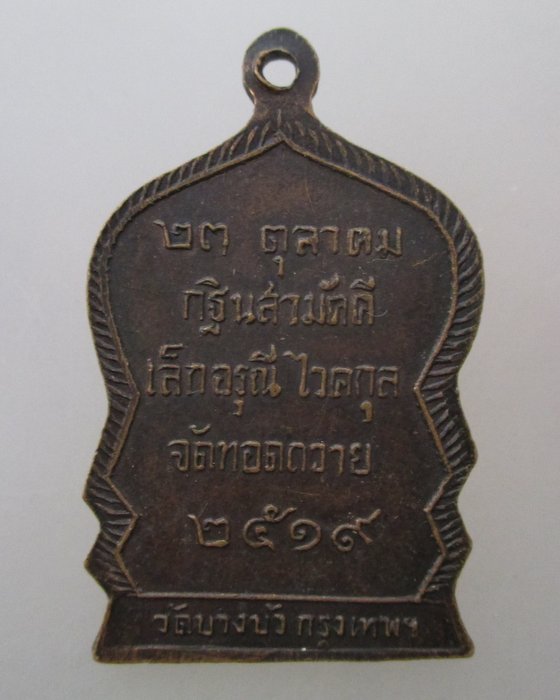 ๒๓ ตุลาคม
กฐินสามัคคี
เล็กอรุณี ไวคกุล
จัดทอดถวาย
๒๕๑๙
วัดบางบัว กรุงเทพฯ